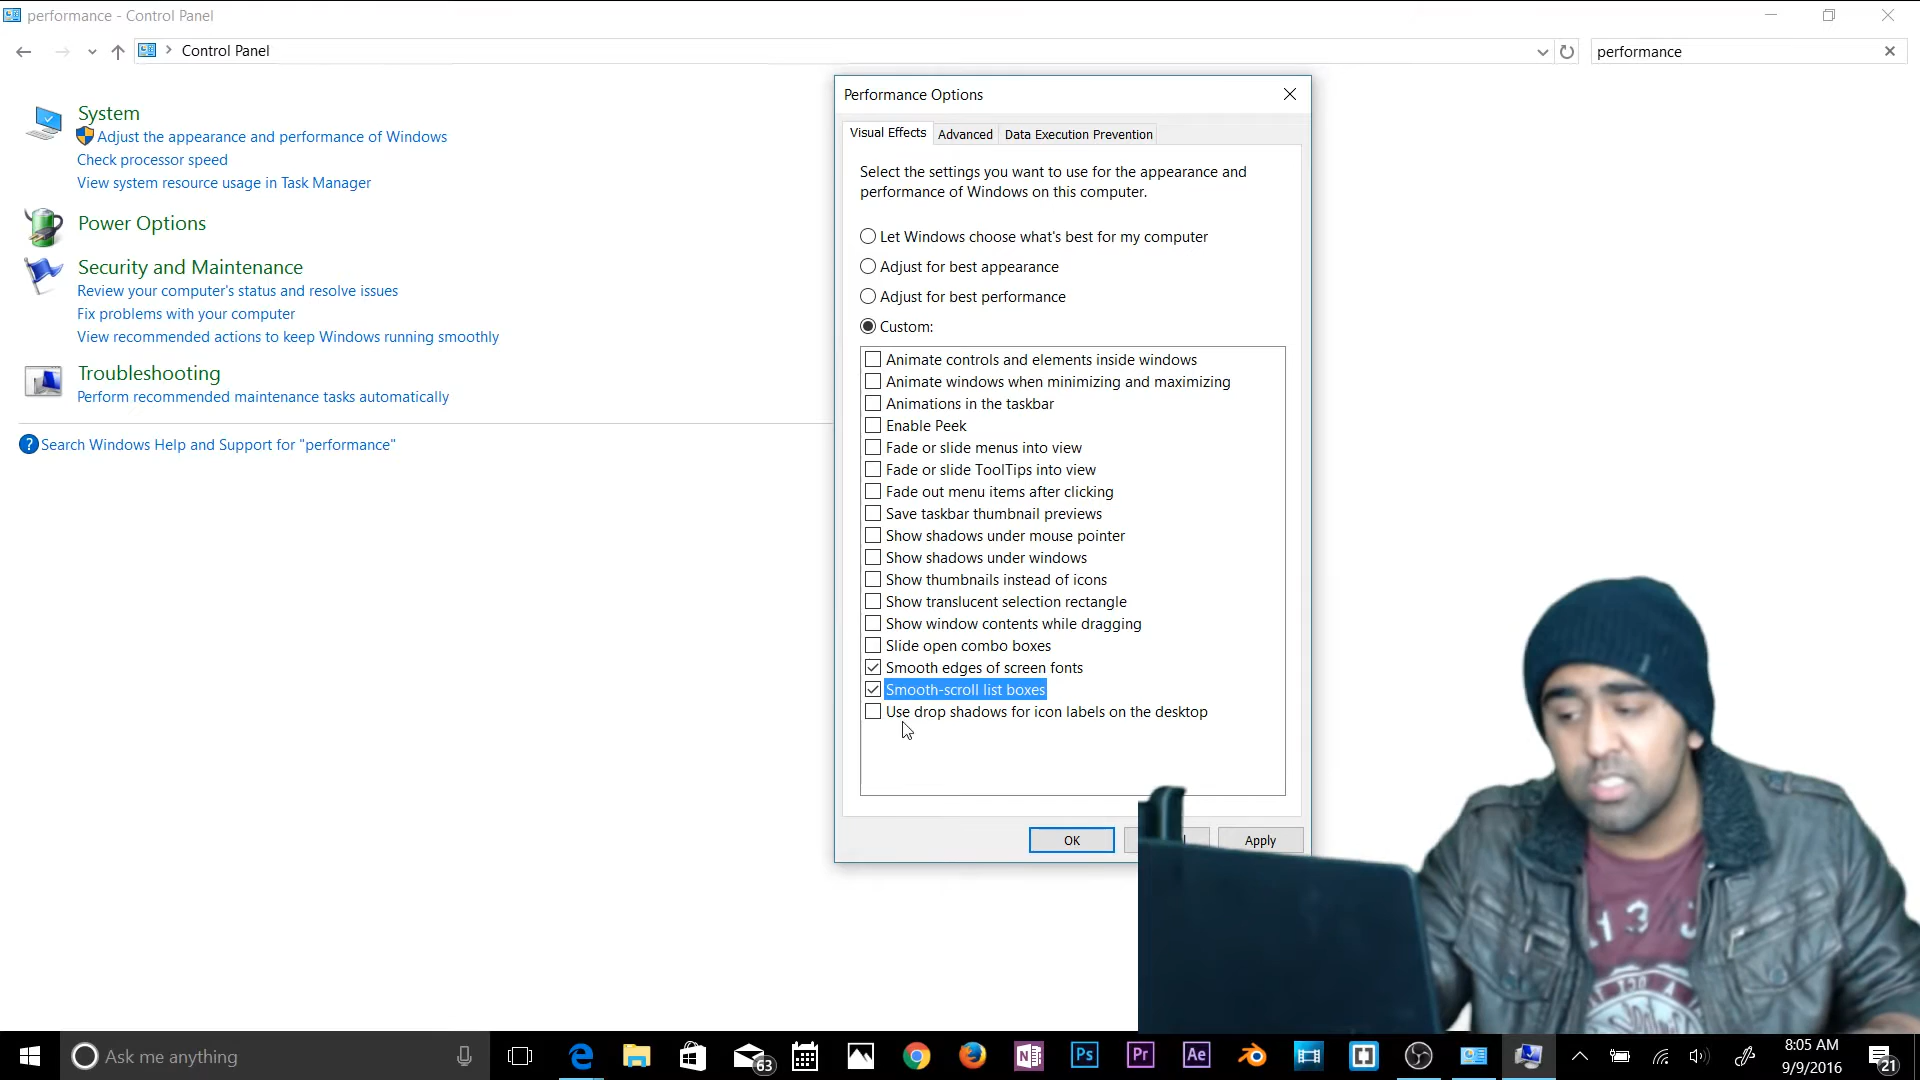 performance - Control Panel
Control Panel
performance
System
Adjust the appearance and performance of Windows
Check processor speed
View system resource usage in Task Manager
Power Options
Security and Maintenance
Review your computer's status and resolve issues
Fix problems with your computer
View recommended actions to keep Windows running smoothly
Troubleshooting
Perform recommended maintenance tasks automatically
Search Windows Help and Support for "performance"
Performance Options
Visual Effects
Advanced
Data Execution Prevention
Select the settings you want to use for the appearance and
performance of Windows on this computer.
Let Windows choose what's best for my computer
Adjust for best appearance
Adjust for best performance
Custom:
Animate controls and elements inside windows
Animate windows when minimizing and maximizing
Animations in the taskbar
Enable Peek
Fade or slide menus into view
Fade or slide ToolTips into view
Fade out menu items after clicking
Save taskbar thumbnail previews
Show shadows under mouse pointer
Show shadows under windows
Show thumbnails instead of icons
Show translucent selection rectangle
Show window contents while dragging
Slide open combo boxes
Smooth edges of screen fonts
Smooth-scroll list boxes
Use drop shadows for icon labels on the desktop
OK
Apply
Ask me anything
63
N
Ps
Pr
Ae
8:05 AM
9/9/2016
21